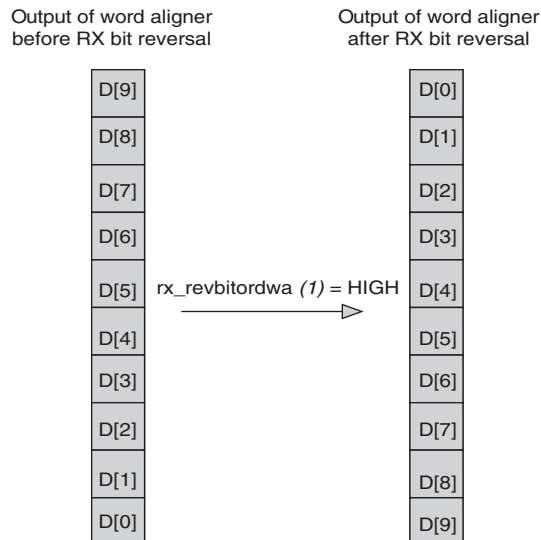 Output of word aligner
before RX bit reversal
Output of word aligner
after RX bit reversal
D[9]
D[8]
D[7]
D[6]
D[5]
D[4]
D[3]
D[2]
D[1]
D[0]
rx_revbitordwa (1) = HIGH
D[0]
D[1]
D[2]
D[3]
D[4]
D[5]
D[6]
D[7]
D[8]
D[9]